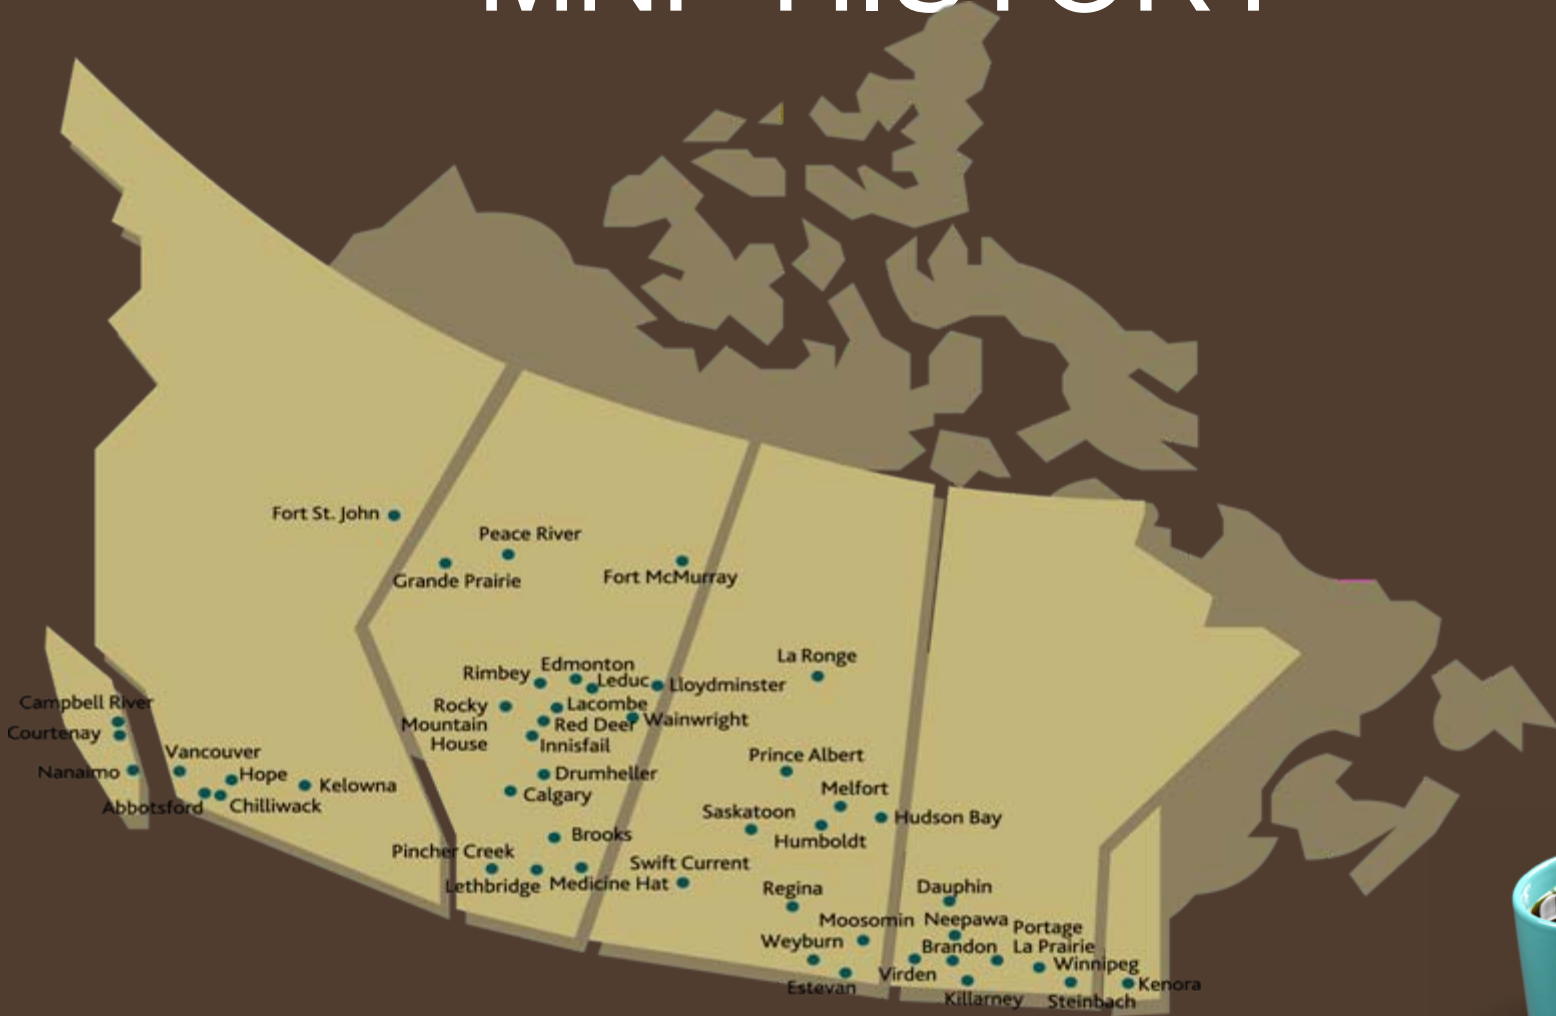 MNP HISTORY
Fort St. John
Peace River
Grande Prairie
Fort McMurray
La Ronge
Edmonton
Rimbey
Leduc
Lloydminster
Campbell River
Rocky
Mountain
House
Lacombe
Wainwright
Red Deer
Courtenay
Innisfail
Vancouver
Prince Albert
Nanaimo
Hope
Drumheller
Kelowna
Melfort
Calgary
Abbotsford
Chilliwack
Saskatoon
Hudson Bay
Brooks
Humboldt
Pincher Creek
Swift Current
Lethbridge
Medicine Hat
Regina
Dauphin
Moosomin
Neepawa
Portage
La Prairie
Weyburn
Brandon
Winnipeg
Virden
Estevan
Killarney
Steinbach
Kenora